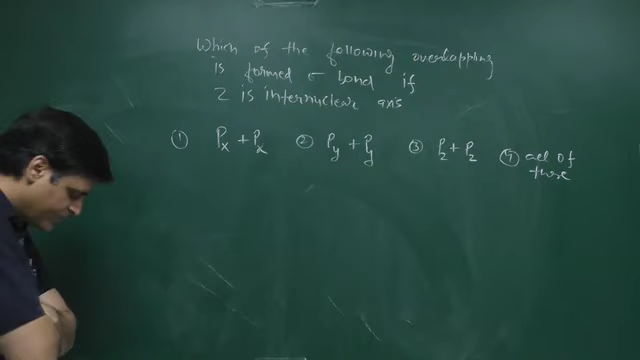 Which of the following overlapping
is formed σ bond if
Z is internuclear axis
① Px + Px ② Py + Py ③ Pz + Pz ④ all of
these